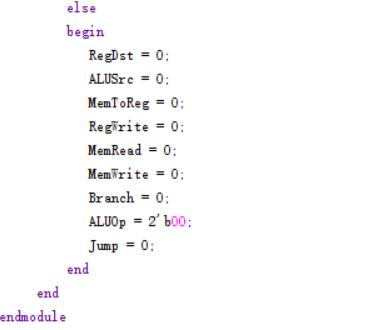 else
begin
RegDst = 0;
ALUSrc = 0;
MemToReg = 0;
RegWrite = 0;
MemRead = 0;
MemWrite = 0;
Branch = 0;
ALUOp = 2'b00;
Jump = 0;
end
end
endmodule